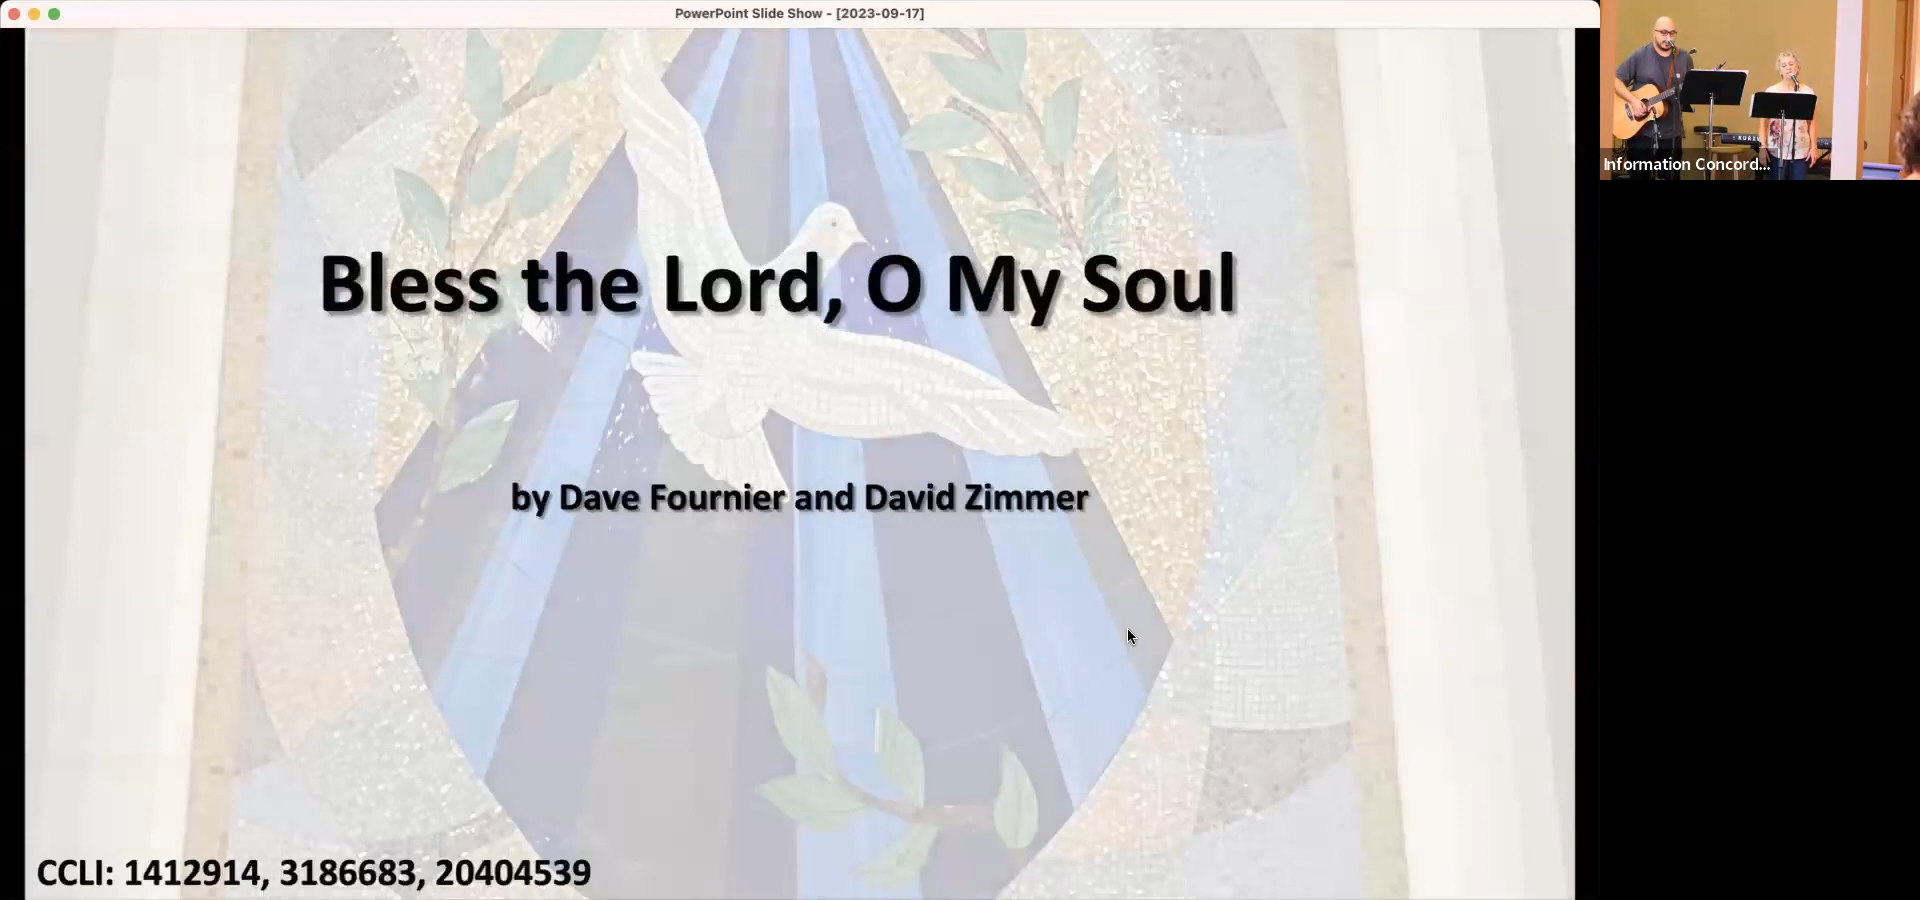 PowerPoint Slide Show - [2023-09-17]
Information Concord...
Bless the Lord, O My Soul
by Dave Fournier and David Zimmer
CCLI: 1412914, 3186683, 20404539